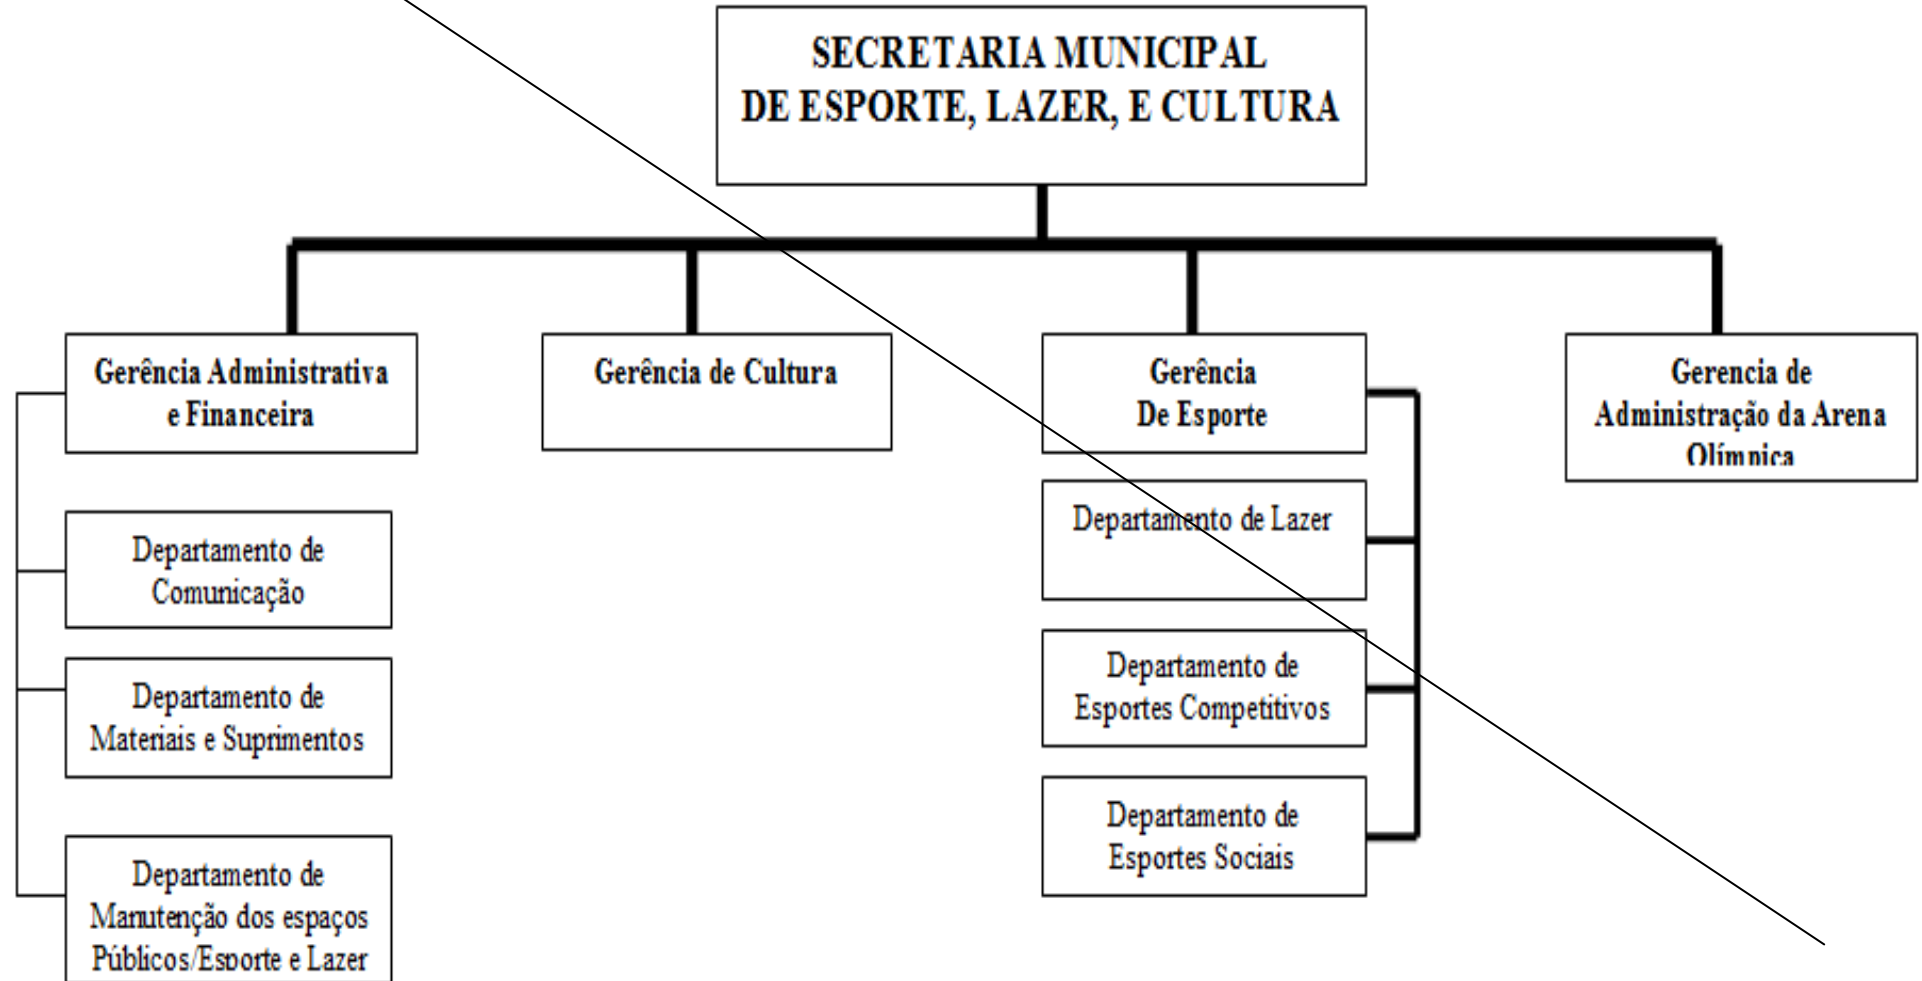 SECRETARIA MUNICIPAL
DE ESPORTE, LAZER, E CULTURA
Gerência Administrativa
e Financeira
Gerência de Cultura
Gerência
De Esporte
Gerencia de
Administração da Arena
Olímpica
Departamento de
Comunicação
Departamento de
Materiais e Suprimentos
Departamento de
Manutenção dos espaços
Públicos/Esporte e Lazer
Departamento de Lazer
Departamento de
Esportes Competitivos
Departamento de
Esportes Sociais